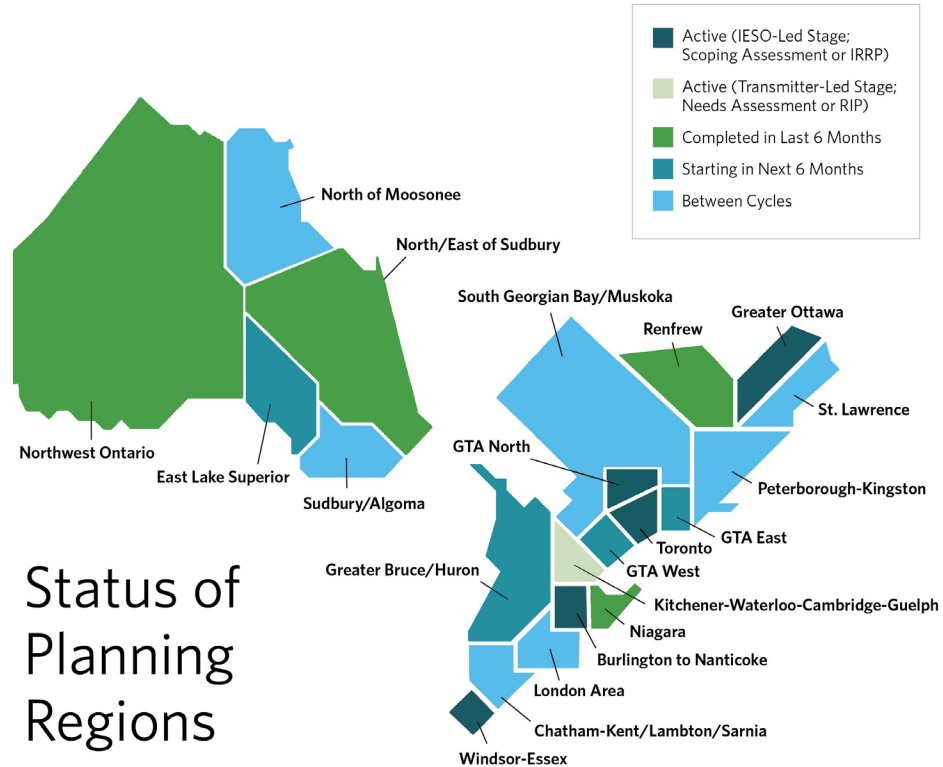 Active (IESO-Led Stage;
Scoping Assessment or IRRP)
Active (Transmitter-Led Stage;
Needs Assessment or RIP)
Completed in Last 6 Months
Starting in Next 6 Months
Between Cycles
North of Moosonee
North/East of Sudbury
South Georgian Bay/Muskoka
Greater Ottawa
Renfrew
St. Lawrence
Northwest Ontario
GTA North
East Lake Superior
Peterborough-Kingston
Sudbury/Algoma
GTA East
Toronto
GTA West
Greater Bruce/Huron
Kitchener-Waterloo-Cambridge-Guelph
Niagara
Burlington to Nanticoke
London Area
Chatham-Kent/Lambton/Sarnia
Windsor-Essex
Status of
Planning
Regions